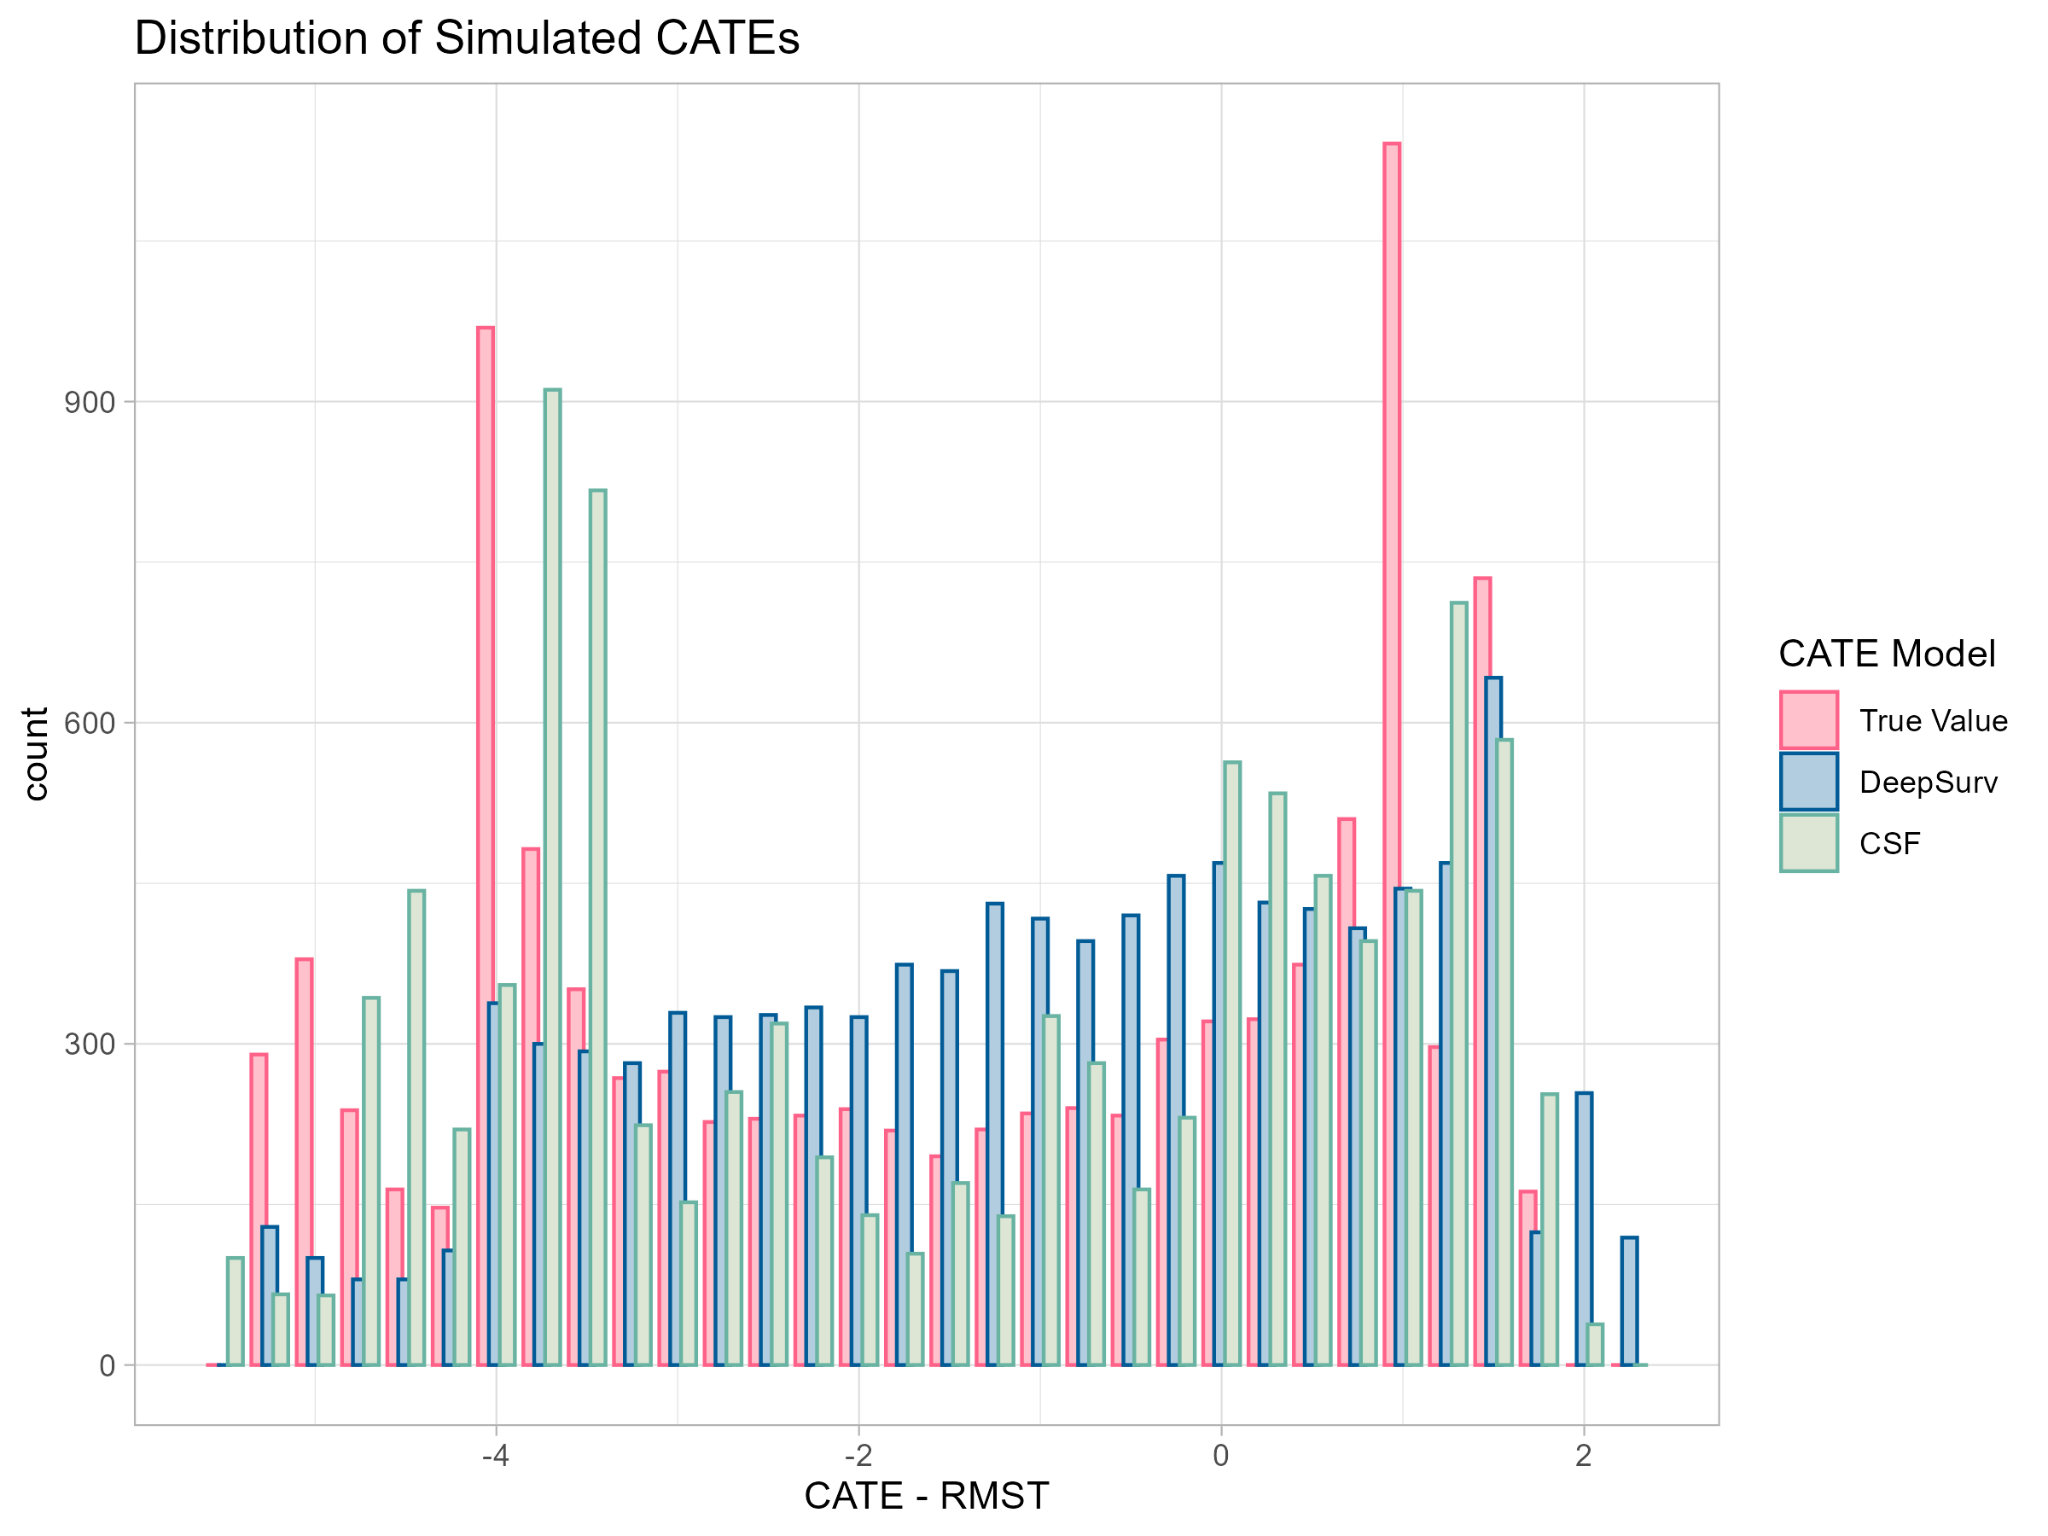 Distribution of Simulated CATEs
count
900
600
300
0
-4
-2
0
2
CATE - RMST
CATE Model
True Value
DeepSurv
CSF